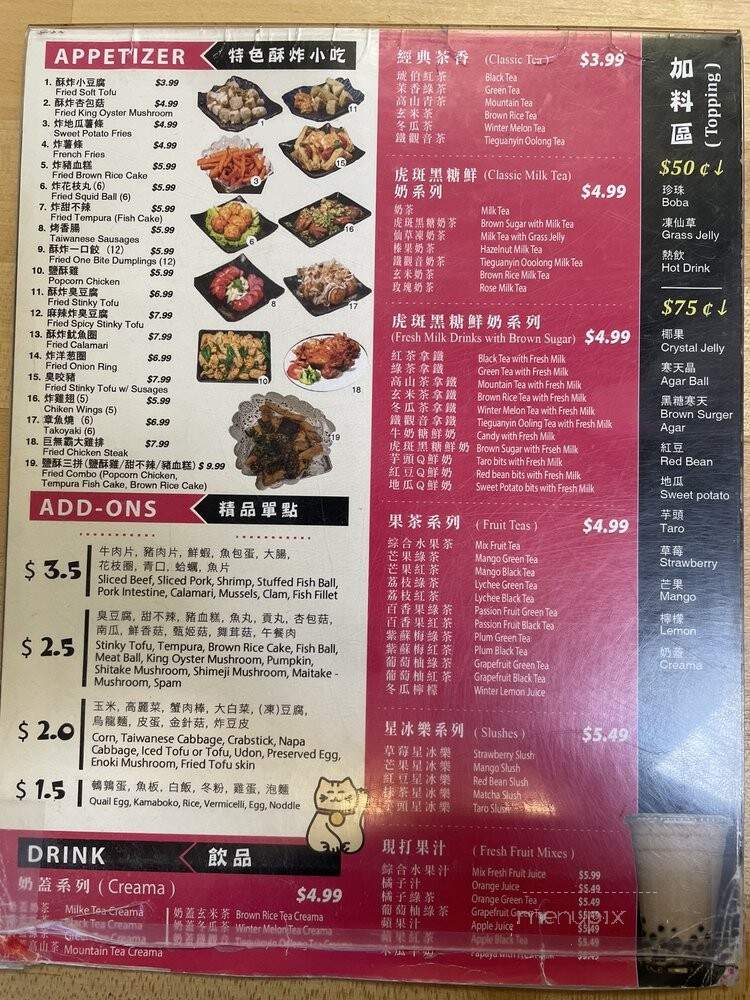 APPETIZER 特色酥炸小吃
1. 酥炸小豆腐 $3.99
Fried Soft Tofu
2. 酥炸杏包菇 $4.99
Fried King Oyster Mushroom
3. 炸地瓜薯條 $4.99
Sweet Potato Fries
4. 炸薯條 $4.99
French Fries
5. 炸豬血糕 $5.99
Fried Brown Rice Cake
6. 炸花枝丸 (6) $5.99
Fried Squid Ball (6)
7. 炸甜不辣 $5.99
Fried Tempura (Fish Cake)
8. 烤香腸 $5.99
Taiwanese Sausages
9. 酥炸一口餃 (12) $5.99
Fried One Bite Dumplings (12)
10. 鹽酥雞 $5.99
Popoorn Chicken
11. 酥炸臭豆腐 $6.99
Fried Stinky Tofu
12. 麻辣炸臭豆腐 $7.99
Fried Spicy Stinky Tofu
13. 酥炸魷魚圈 $7.99
Fried Calamari
14. 炸洋葱圈 $6.99
Fried Onion Ring
15. 臭咬豬 $7.99
Fried Stinky Tofu w/ Susages
16. 炸雞翅 (5) $5.99
Chiken Wings (5)
17. 章魚燒 (6) $6.99
Takoyaki (6)
18. 巨無霸大雞排 $7.99
Fried Chicken Steak
19. 鹽酥三拼(鹽酥雞/甜不辣/豬血糕) $ 9.99
Fried Combo (Popcorn Chicken,
Tempura Fish Cake, Brown Rice Cake)
1
11
3
15
6
16
8
17
10
18
19
ADD-ONS 精品單點
$ 3.5
牛肉片, 豬肉片, 鮮蝦, 魚包蛋, 大腸,
花枝圈, 青口, 蛤蠣, 魚片
Sliced Beef, Sliced Pork, Shrimp, Stuffed Fish Ball,
Pork Intestine, Calamari, Mussels, Clam, Fish Fillet
$ 2.5
臭豆腐, 甜不辣, 豬血糕, 魚丸, 貢丸, 杏包菇,
南瓜, 鮮香菇, 甄姬菇, 舞茸菇, 午餐肉
Stinky Tofu, Tempura, Brown Rice Cake, Fish Ball,
Meat Ball, King Oyster Mushroom, Pumpkin,
Shitake Mushroom, Shimeji Mushroom, Maitake -
Mushroom, Spam
$ 2.0
玉米, 高麗菜, 蟹肉棒, 大白菜, (凍)豆腐,
烏龍麵, 皮蛋, 金針菇, 炸豆皮
Corn, Taiwanese Cabbage, Crabstick, Napa
Cabbage, Iced Tofu or Tofu, Udon, Preserved Egg,
Enoki Mushroom, Fried Tofu skin
$ 1.5
鵪鶉蛋, 魚板, 白飯, 冬粉, 雞蛋, 泡麵
Quail Egg, Kamaboko, Rice, Vermicelli, Egg, Noddle
DRINK 飲品
奶蓋系列 ( Creama ) $4.99
Milke Tea Creama
高山茶 Mountain Tea Creama
奶蓋玄米茶 Brown Rice Tea Creama
Winter Melon Tea Creama
經典茶香 (Classic Tea) $3.99
琥伯紅茶 Black Tea
茉香綠茶 Green Tea
高山青茶 Mountain Tea
玄米茶 Brown Rice Tea
冬瓜茶 Winter Melon Tea
鐵觀音茶 Tieguanyin Oolong Tea
虎斑黑糖鮮奶系列 (Classic Milk Tea) $4.99
奶茶 Milk Tea
虎斑黑糖奶茶 Brown Sugar with Milk Tea
仙草凍奶茶 Milk Tea with Grass Jelly
榛果奶茶 Hazelnut Milk Tea
鐵觀音奶茶 Tieguanyin Ooolong Milk Tea
玄米奶茶 Brown Rice Milk Tea
玫瑰奶茶 Rose Milk Tea
虎斑黑糖鮮奶系列
(Fresh Milk Drinks with Brown Sugar) $4.99
紅茶拿鐵 Black Tea with Fresh Milk
綠茶拿鐵 Green Tea with Fresh Milk
高山茶拿鐵 Mountain Tea with Fresh Milk
玄米茶拿鐵 Brown Rice Tea with Fresh Milk
冬瓜茶拿鐵 Winter Melon Tea with Fresh Milk
鐵觀音拿鐵 Tieguanyin Ooling Tea with Fresh Milk
牛奶糖鮮奶 Candy with Fresh Milk
虎斑黑糖鮮奶 Brown Sugar with Frseh Milk
芋頭Q鮮奶 Taro bits with Fresh Milk
紅豆Q鮮奶 Red bean bits with Fresh Milk
地瓜Q鮮奶 Sweet Potato bits with Fresh Milk
果茶系列 ( Fruit Teas ) $4.99
綜合水果茶 Mix Fruit Tea
芒果綠茶 Mango Green Tea
芒果紅茶 Mango Black Tea
荔枝綠茶 Lychee Green Tea
荔枝紅茶 Lychee Black Tea
百香果綠茶 Passion Fruit Green Tea
百香果紅茶 Passion Fruit Black Tea
紫蘇梅綠茶 Plum Green Tea
紫蘇梅紅茶 Plum Black Tea
葡萄柚綠茶 Grapefruit Green Tea
葡萄柚紅茶 Grapefruit Black Tea
冬瓜檸檬 Winter Lemon Juice
星冰樂系列 ( Slushes ) $5.49
草莓星冰樂 Strawberry Slush
芒果星冰樂 Mango Slush
紅豆星冰樂 Red Bean Slush
抹茶星冰樂 Matcha Slush
芋頭星冰樂 Taro Slush
現打果汁 ( Fresh Fruit Mixes )
綜合水果汁 Mix Fresh Fruit Juice $5.99
橘子汁 Orange Juice $5.49
橘子綠茶 Orange Green Tea $5.49
葡萄柚綠茶 Grapefruit Green Tea $5.49
蘋果汁 Apple Juice $5.49
蘋果紅茶 Apple Black Tea $5.49
木瓜牛奶 Papaya with Fresh Milk $5.49
menupix
加料區 (Topping)
$50 ¢↓
珍珠
Boba
凍仙草
Grass Jelly
熱飲
Hot Drink
$75 ¢↓
椰果
Crystal Jelly
寒天晶
Agar Ball
黑糖寒天
Brown Surger
Agar
紅豆
Red Bean
地瓜
Sweet potato
芋頭
Taro
草莓
Strawberry
芒果
Mango
檸檬
Lemon
奶蓋
Creama